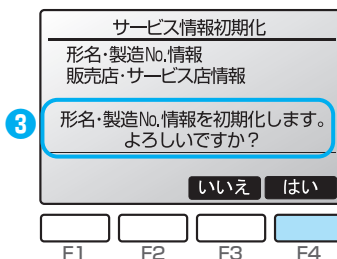 サービス情報初期化
形名・製造No.情報
販売店・サービス店情報
3
形名・製造No.情報を初期化します。
よろしいですか？
いいえ はい
F1 F2 F3 F4